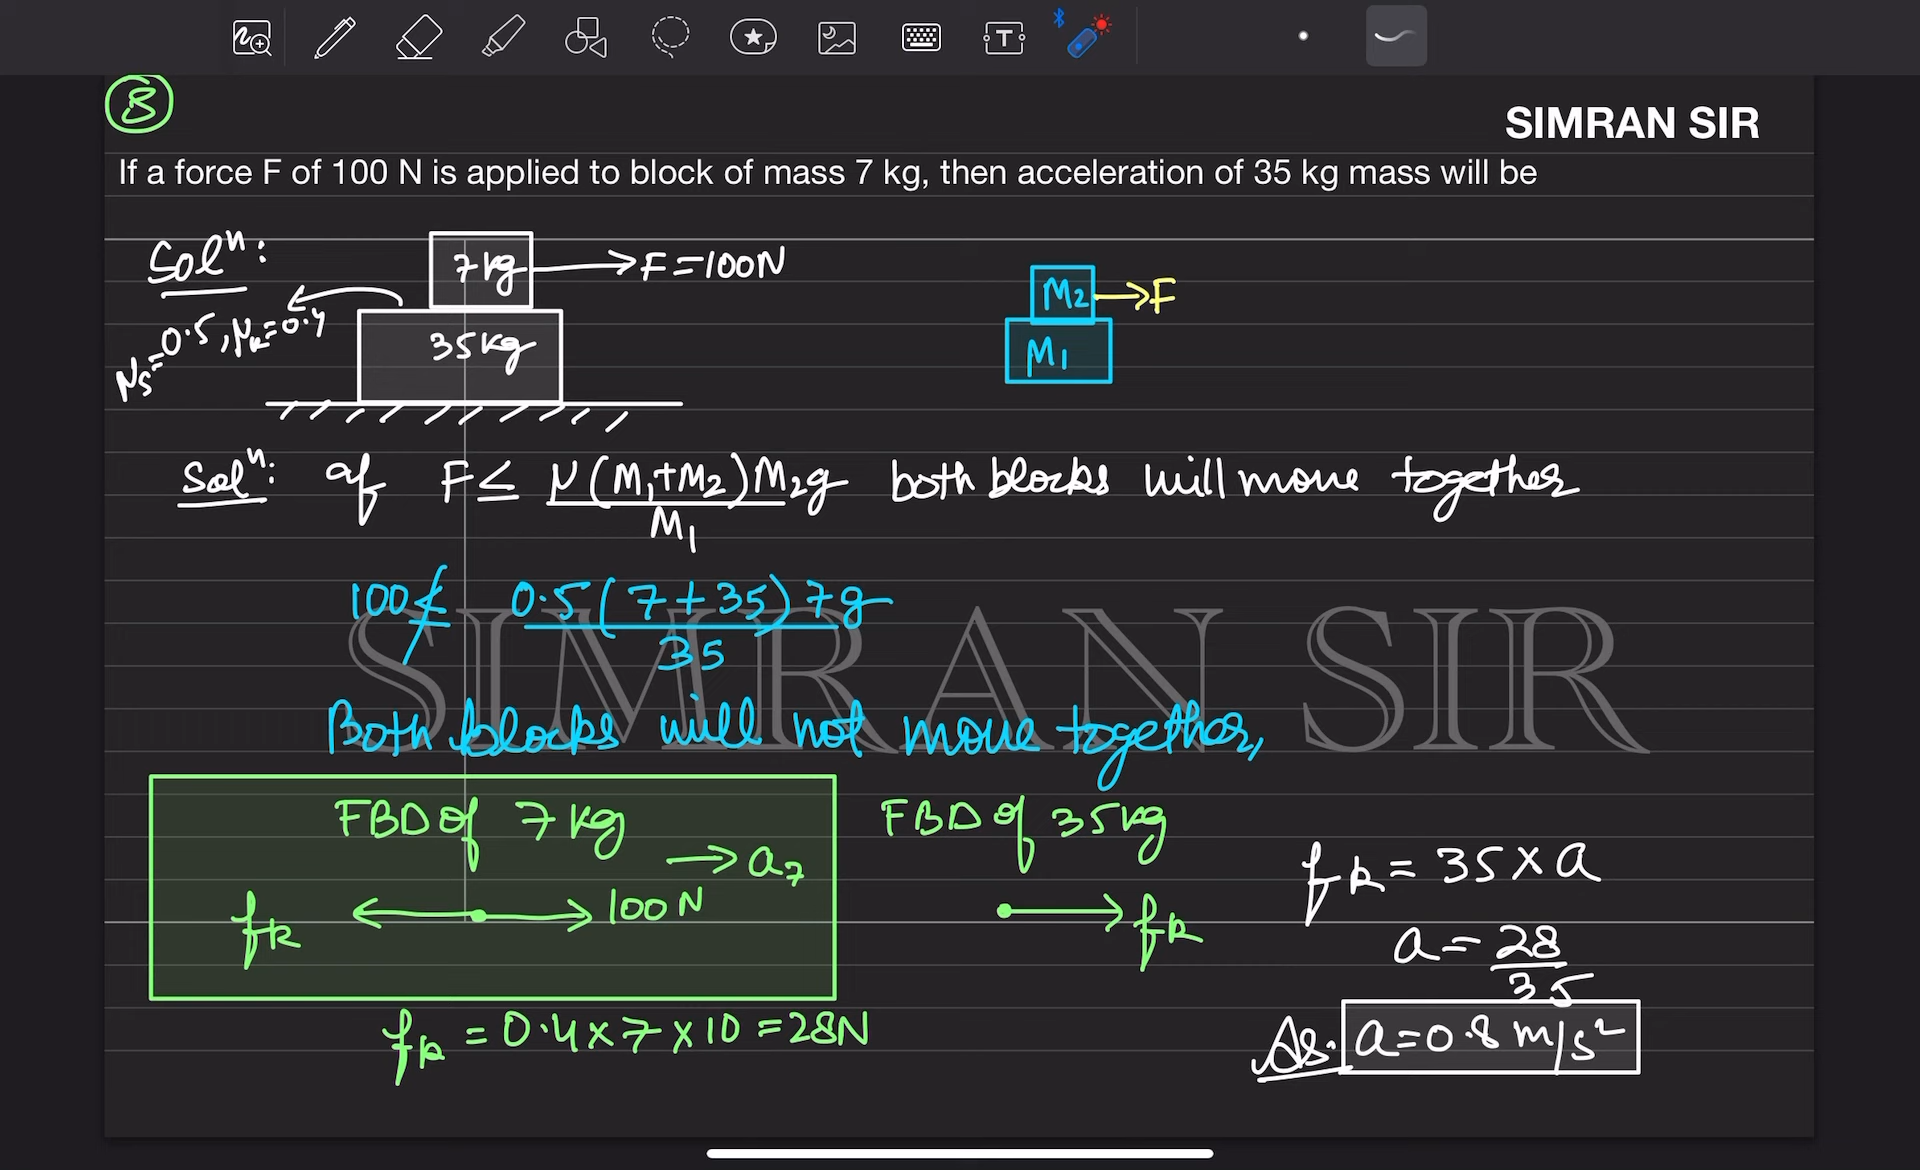 8
SIMRAN SIR
If a force F of 100 N is applied to block of mass 7 kg, then acceleration of 35 kg mass will be
Solⁿ:
7kg
F=100N
μs=0.5, μk=0.4
35kg
M2
F
M1
Solⁿ: If F ≤ μ(M1+M2)M2g / M1 both blocks will move together
100 ≰ 0.5(7+35)7g / 35
SIMRAN SIR
Both blocks will not move together,
FBD of 7kg
a7
fk
100N
fk = 0.4×7×10 = 28N
FBD of 35kg
fk
fk = 35×a
a = 28/35
As. a=0.8 m/s²